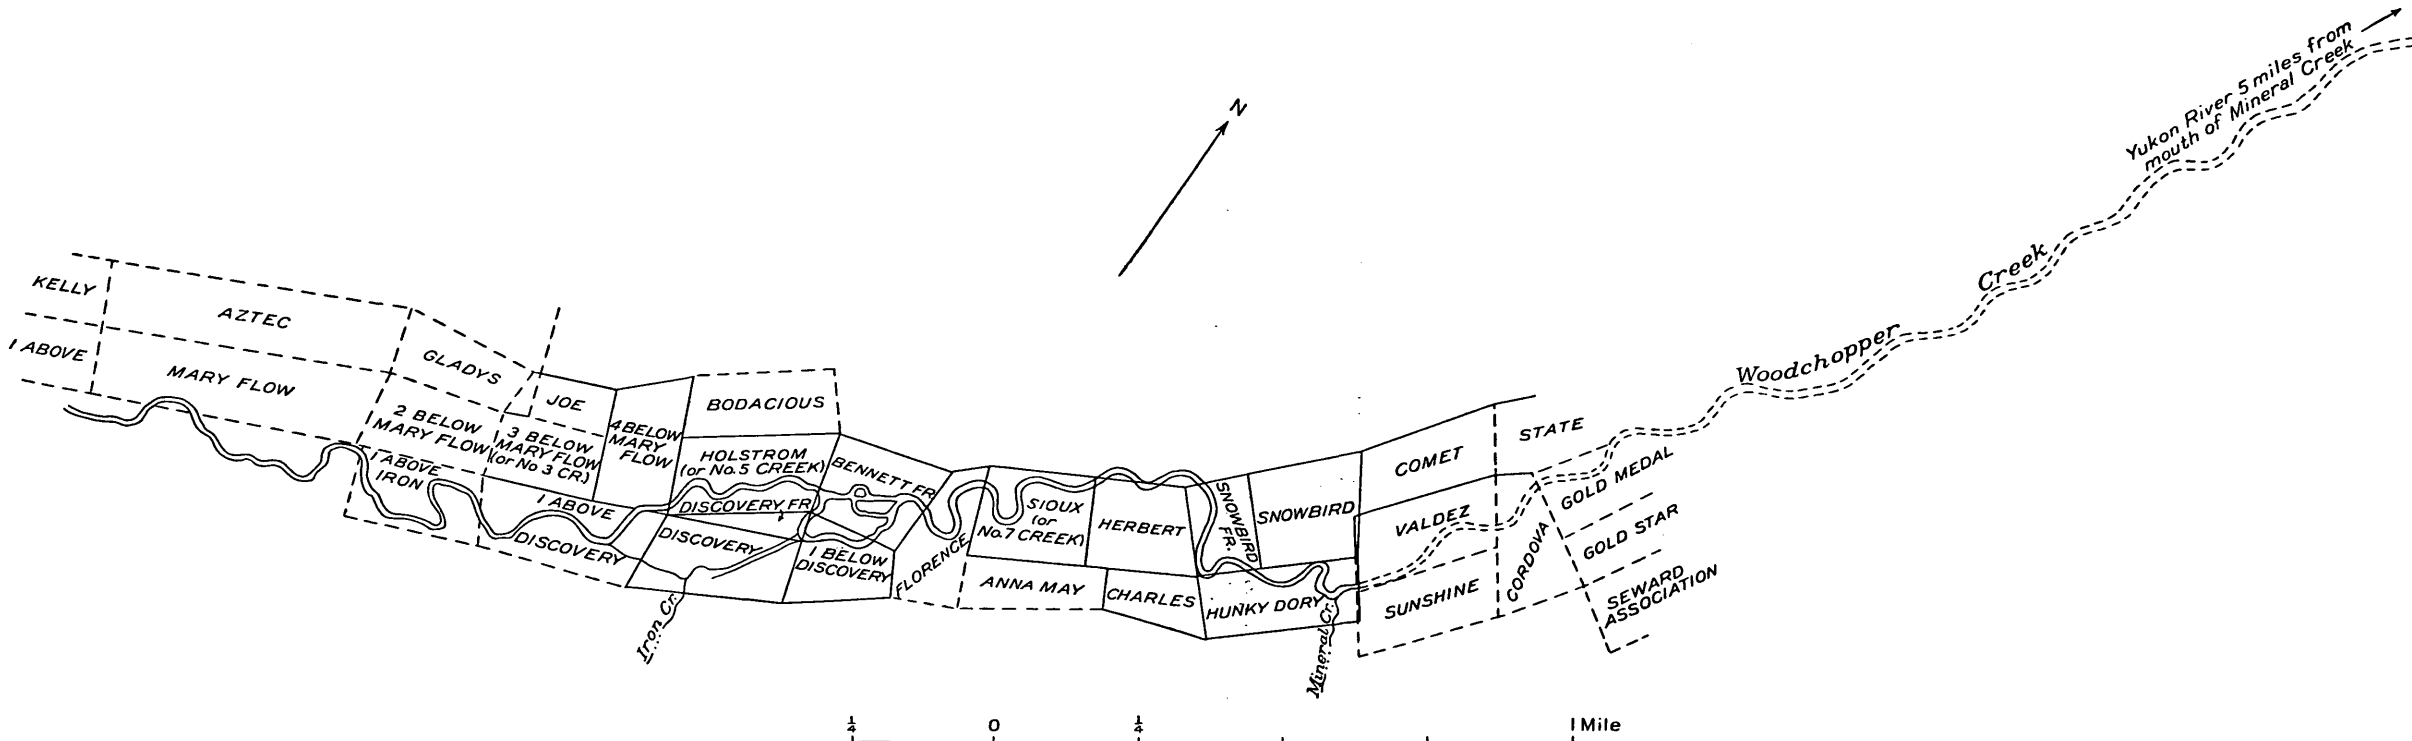 Yukon River 5 miles from
mouth of Mineral Creek
N
Creek
Woodchopper
KELLY
AZTEC
1 ABOVE
MARY FLOW
GLADYS
JOE
BODACIOUS
2 BELOW
MARY FLOW
3 BELOW
MARY FLOW
(or No 3 CR.)
4 BELOW
MARY
FLOW
HOLSTROM
(or No. 5 CREEK)
BENNETT FR.
1 ABOVE
IRON
1 ABOVE
DISCOVERY
DISCOVERY FR.
DISCOVERY
1 BELOW
DISCOVERY
FLORENCE
SIOUX
(or
No. 7 CREEK)
HERBERT
SNOWBIRD
FR.
SNOWBIRD
COMET
STATE
VALDEZ
GOLD MEDAL
GOLD STAR
CORDOVA
SEWARD
ASSOCIATION
ANNA MAY
CHARLES
HUNKY DORY
SUNSHINE
Iron Cr.
Mineral Cr.
1/4 0 1/4 1 Mile